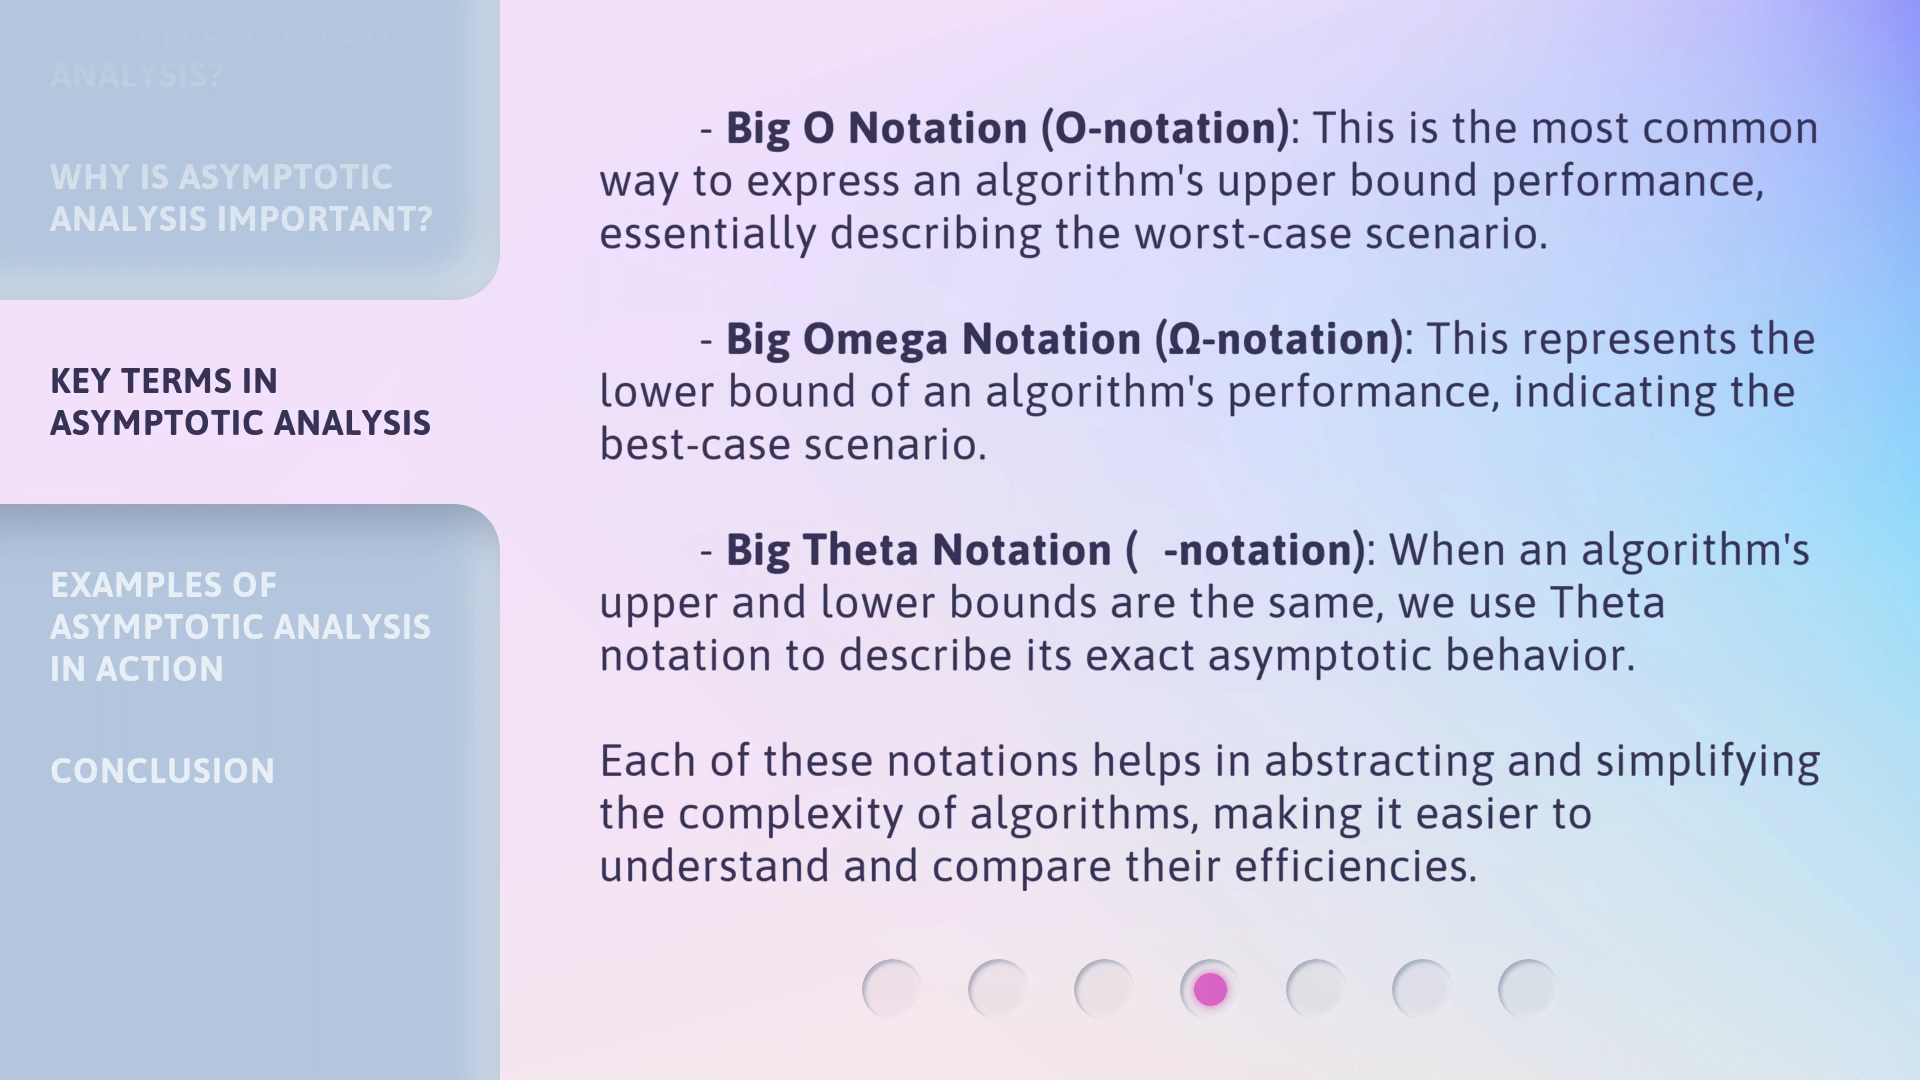 WHAT IS ASYMPTOTIC
ANALYSIS?
WHY IS ASYMPTOTIC
ANALYSIS IMPORTANT?
KEY TERMS IN
ASYMPTOTIC ANALYSIS
EXAMPLES OF
ASYMPTOTIC ANALYSIS
IN ACTION
CONCLUSION
- Big O Notation (O-notation): This is the most common
way to express an algorithm's upper bound performance,
essentially describing the worst-case scenario.
- Big Omega Notation (Ω-notation): This represents the
lower bound of an algorithm's performance, indicating the
best-case scenario.
- Big Theta Notation ( -notation): When an algorithm's
upper and lower bounds are the same, we use Theta
notation to describe its exact asymptotic behavior.
Each of these notations helps in abstracting and simplifying
the complexity of algorithms, making it easier to
understand and compare their efficiencies.